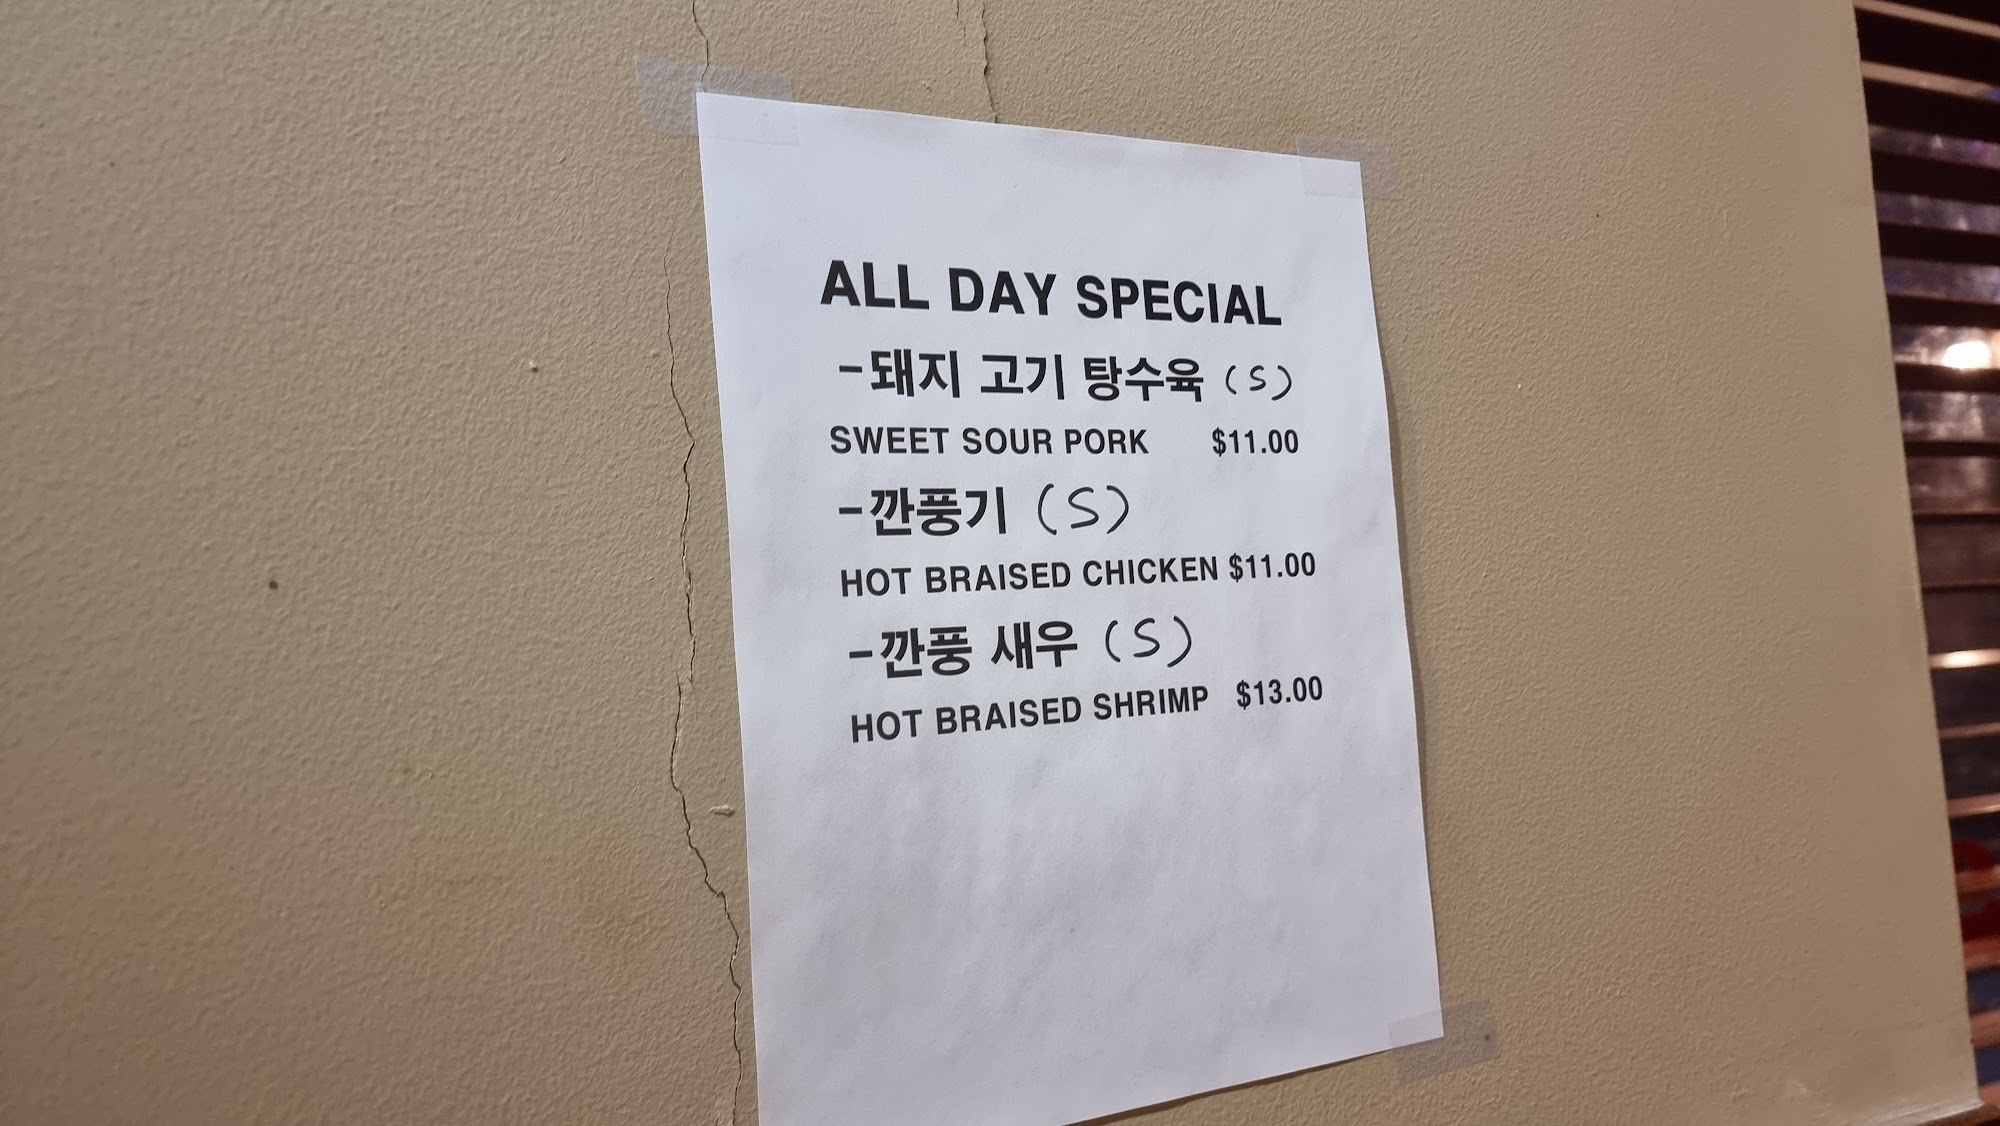 ALL DAY SPECIAL
-돼지 고기 탕수육 (S)
SWEET SOUR PORK $11.00
-깐풍기 (S)
HOT BRAISED CHICKEN $11.00
-깐풍 새우 (S)
HOT BRAISED SHRIMP $13.00